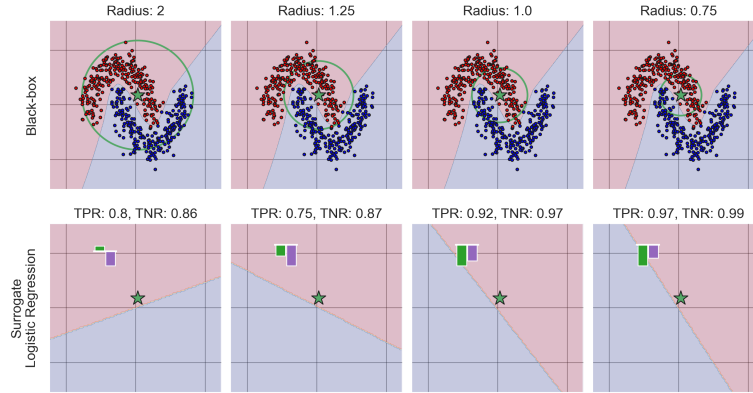 Radius: 2
Radius: 1.25
Radius: 1.0
Radius: 0.75
Black-box
TPR: 0.8, TNR: 0.86
TPR: 0.75, TNR: 0.87
TPR: 0.92, TNR: 0.97
TPR: 0.97, TNR: 0.99
Surrogate
Logistic Regression